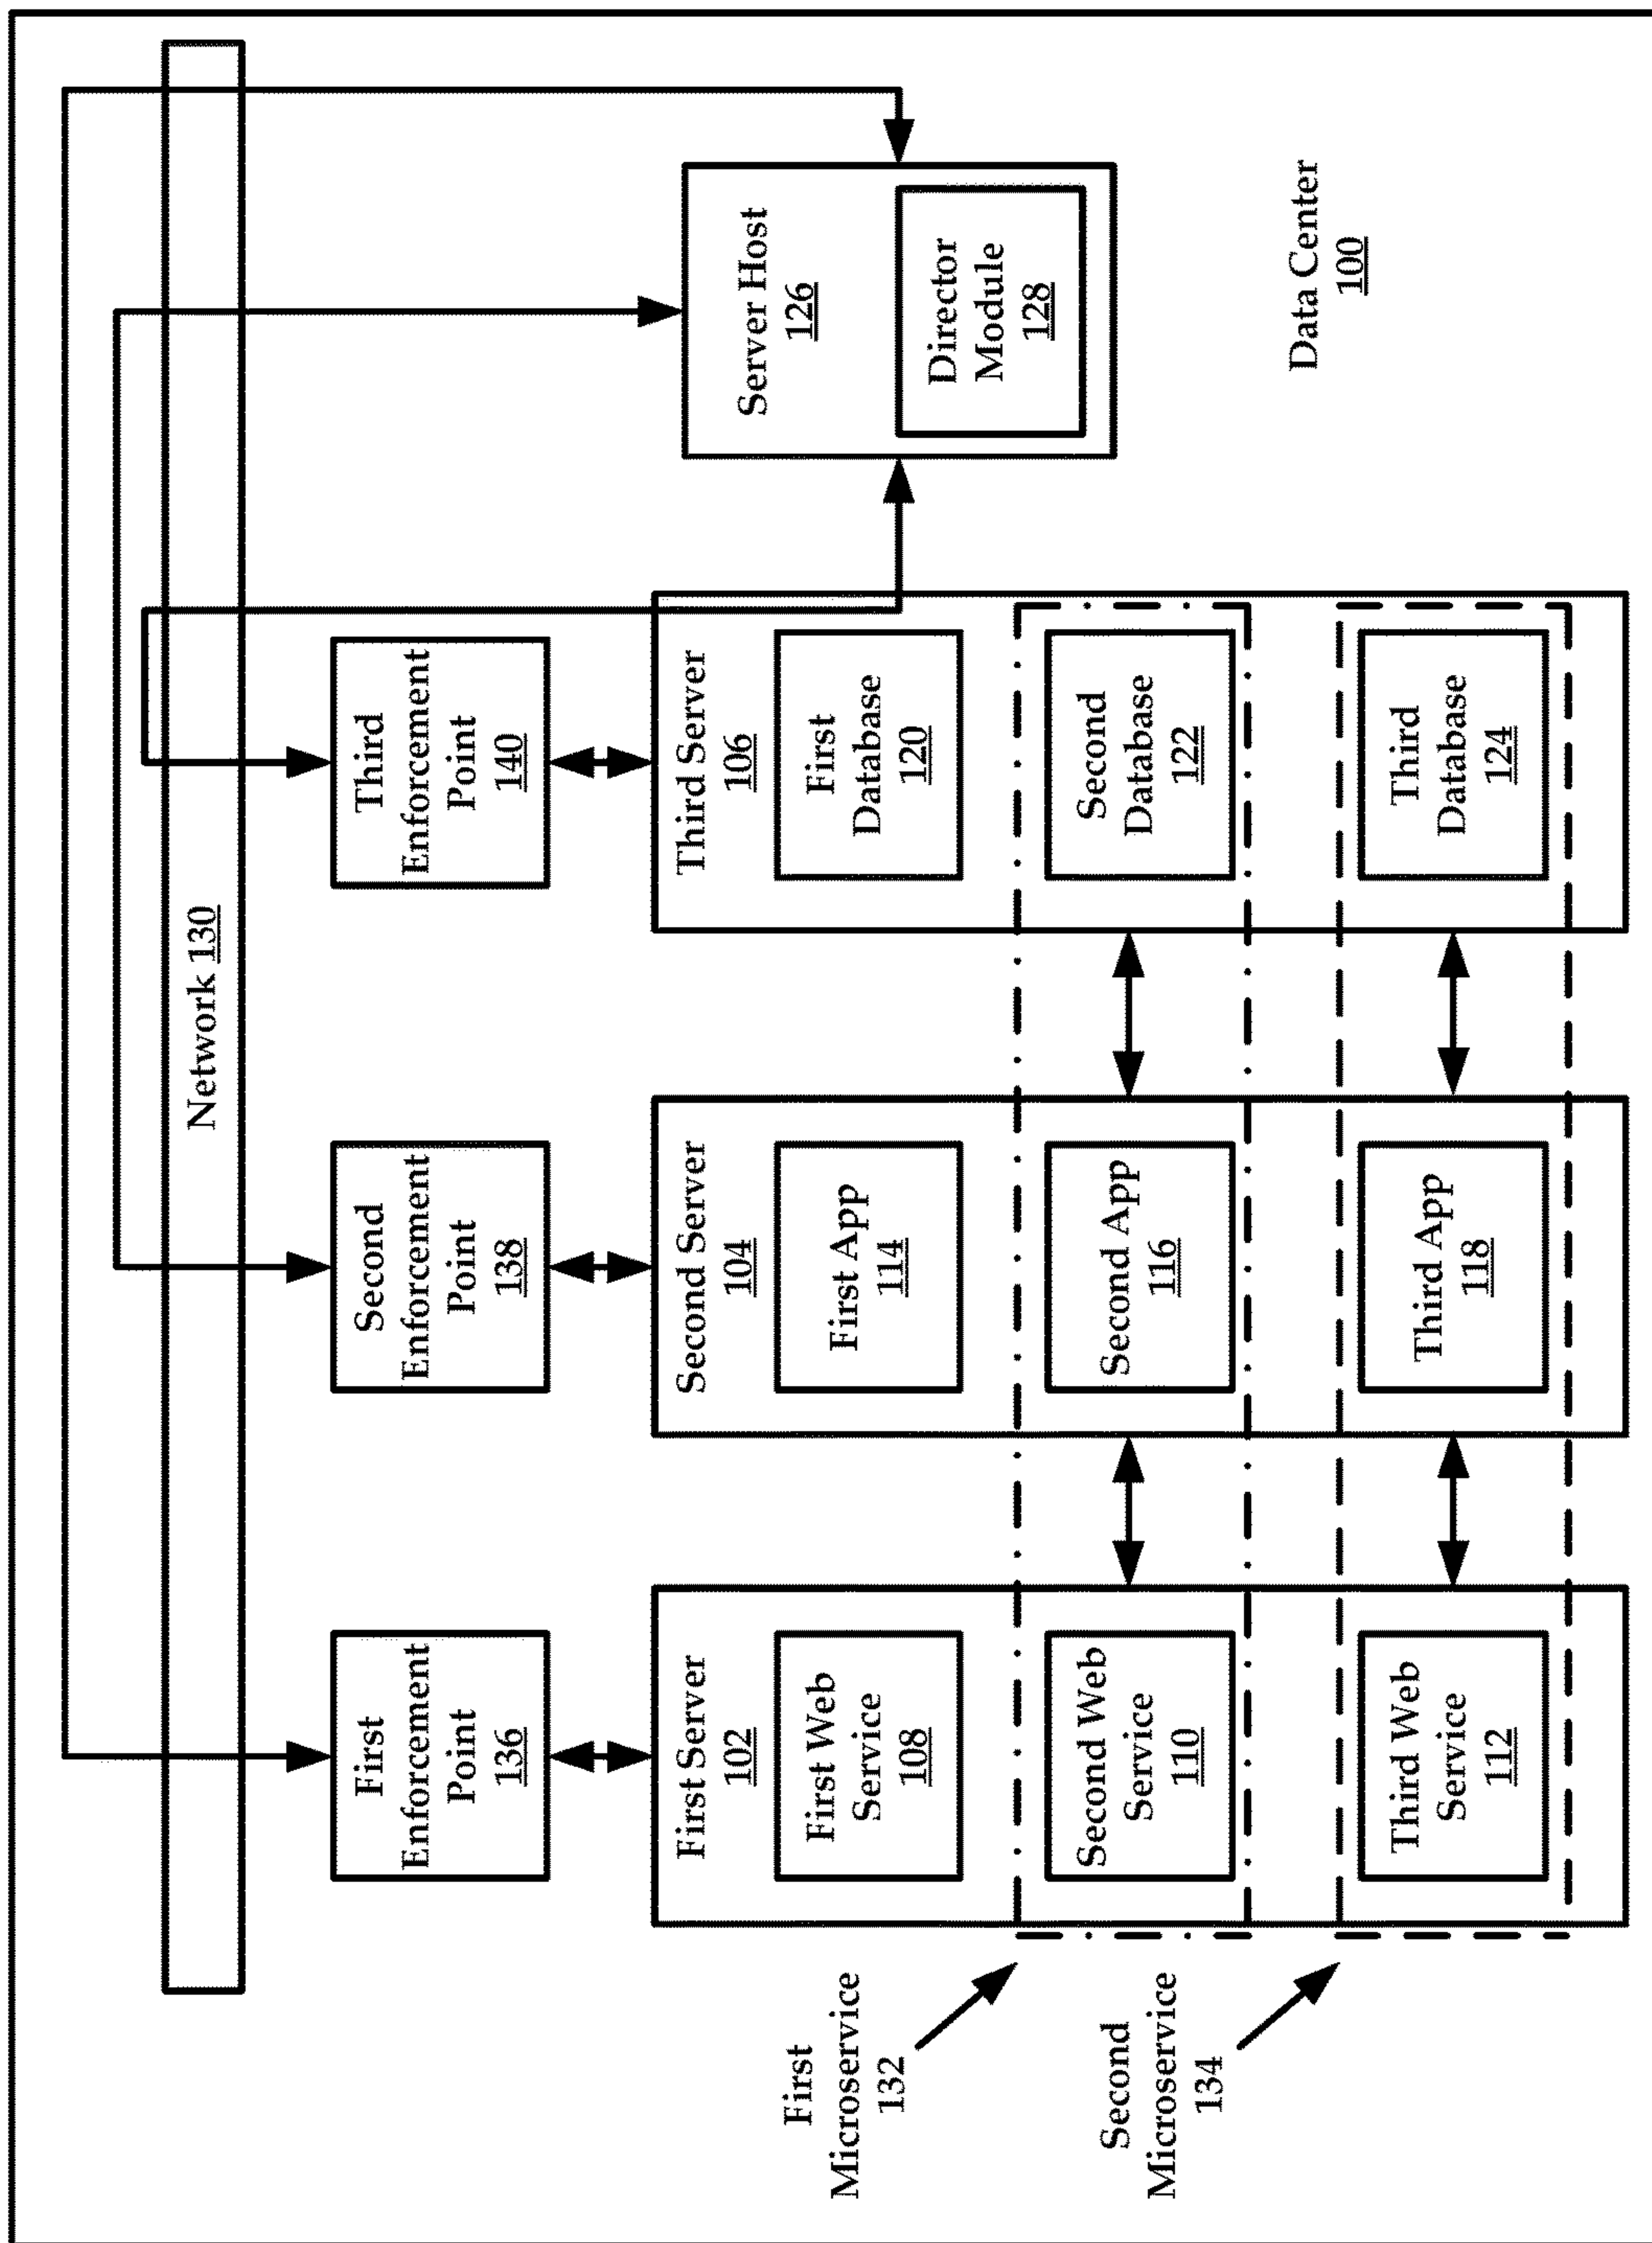 Network 130
First
Enforcement
Point
136
Second
Enforcement
Point
138
Third
Enforcement
Point
140
First Server
102
First Web
Service
108
Second Web
Service
110
Third Web
Service
112
Second Server
104
First App
114
Second App
116
Third App
118
Third Server
106
First
Database
120
Second
Database
122
Third
Database
124
Server Host
126
Director
Module
128
First
Microservice
132
Second
Microservice
134
Data Center
100